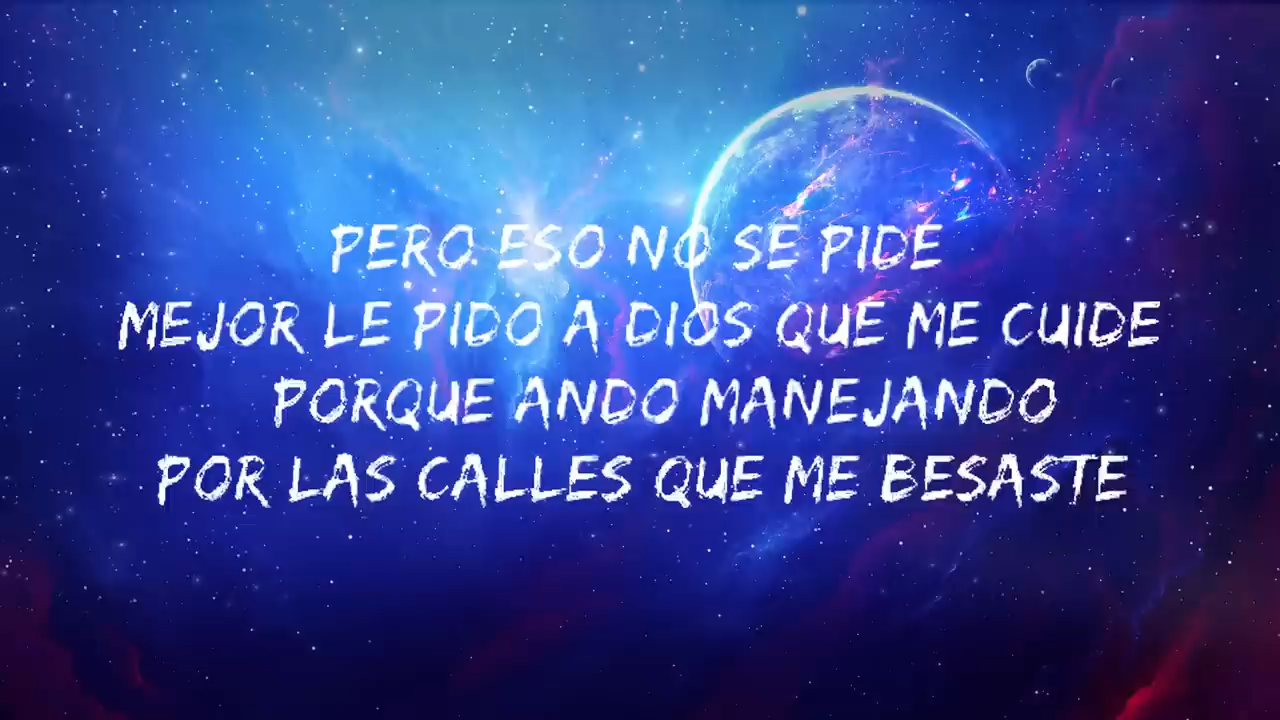 PERO ESO NO SE PIDE
MEJOR LE PIDO A DIOS QUE ME CUIDE
PORQUE ANDO MANEJANDO
POR LAS CALLES QUE ME BESASTE